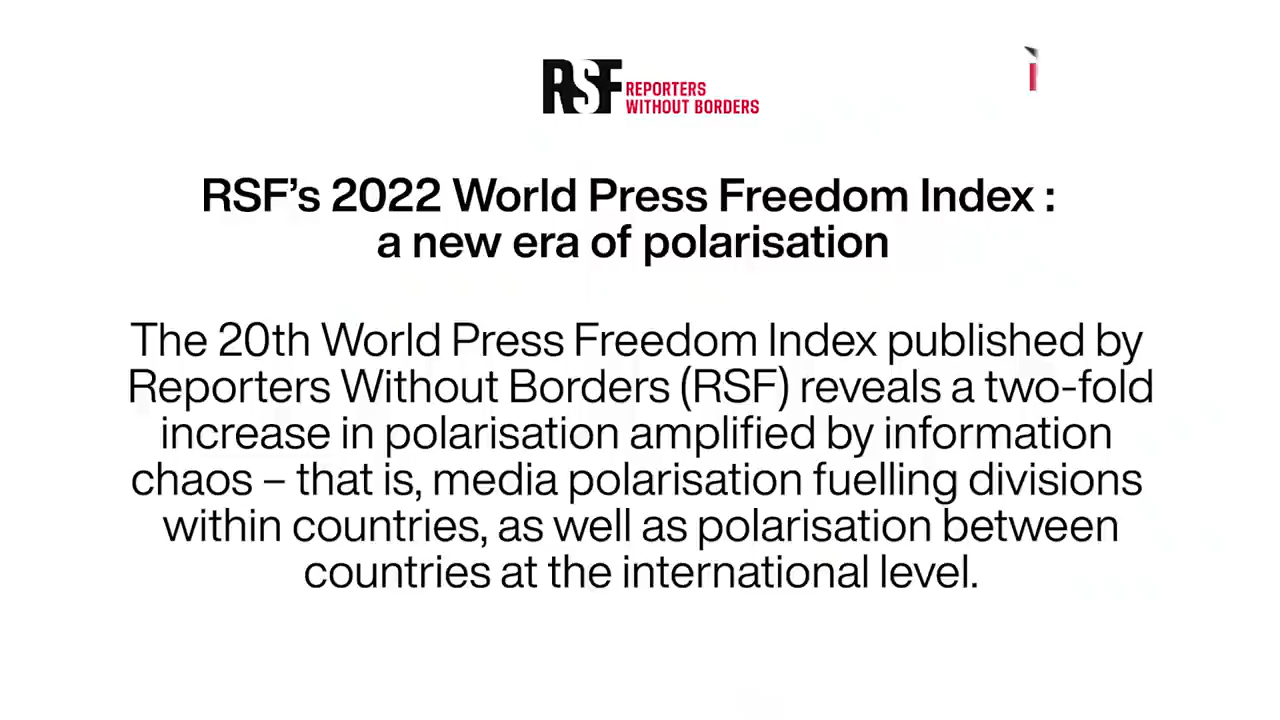 RSF REPORTERS
WITHOUT BORDERS
RSF’s 2022 World Press Freedom Index :
a new era of polarisation
The 20th World Press Freedom Index published by
Reporters Without Borders (RSF) reveals a two-fold
increase in polarisation amplified by information
chaos – that is, media polarisation fuelling divisions
within countries, as well as polarisation between
countries at the international level.